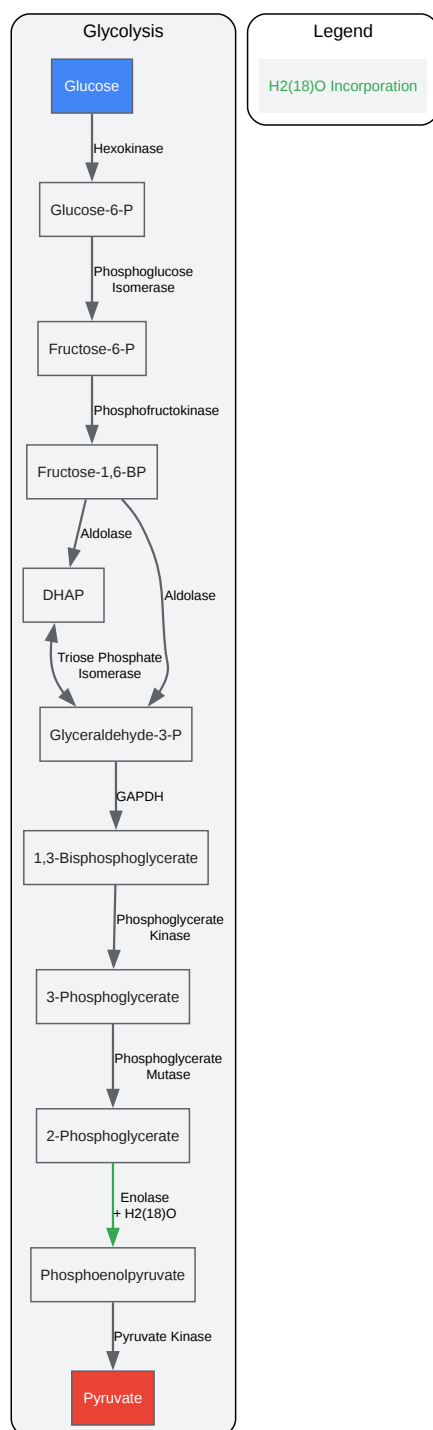 Glycolysis
Legend
Glucose
H2(18)O Incorporation
Hexokinase
Glucose-6-P
Phosphoglucose
Isomerase
Fructose-6-P
Phosphofructokinase
Fructose-1,6-BP
Aldolase
DHAP
Aldolase
Triose Phosphate
Isomerase
Glyceraldehyde-3-P
GAPDH
1,3-Bisphosphoglycerate
Phosphoglycerate
Kinase
3-Phosphoglycerate
Phosphoglycerate
Mutase
2-Phosphoglycerate
Enolase
+ H2(18)O
Phosphoenolpyruvate
Pyruvate Kinase
Pyruvate